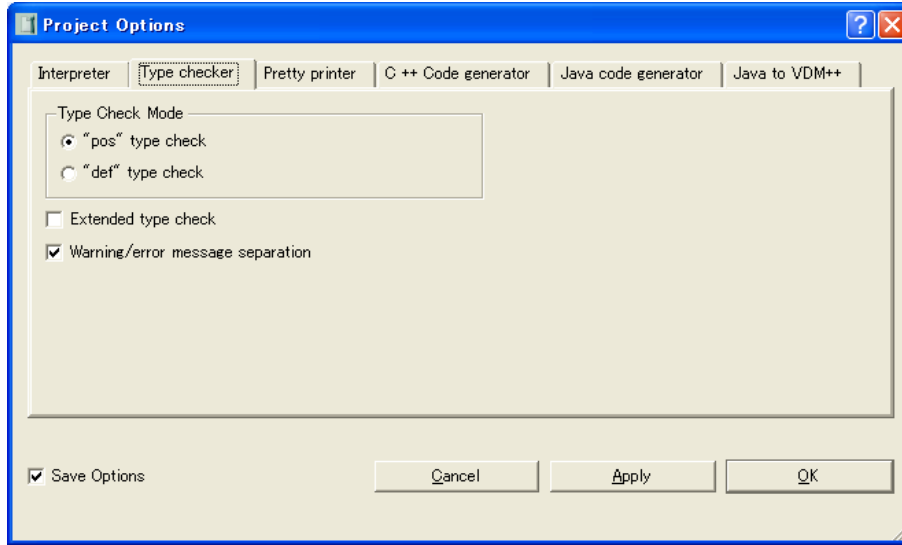 Project Options
Interpreter Type checker Pretty printer C ++ Code generator Java code generator Java to VDM++
Type Check Mode
"pos" type check
"def" type check
Extended type check
Warning/error message separation
Save Options Cancel Apply OK